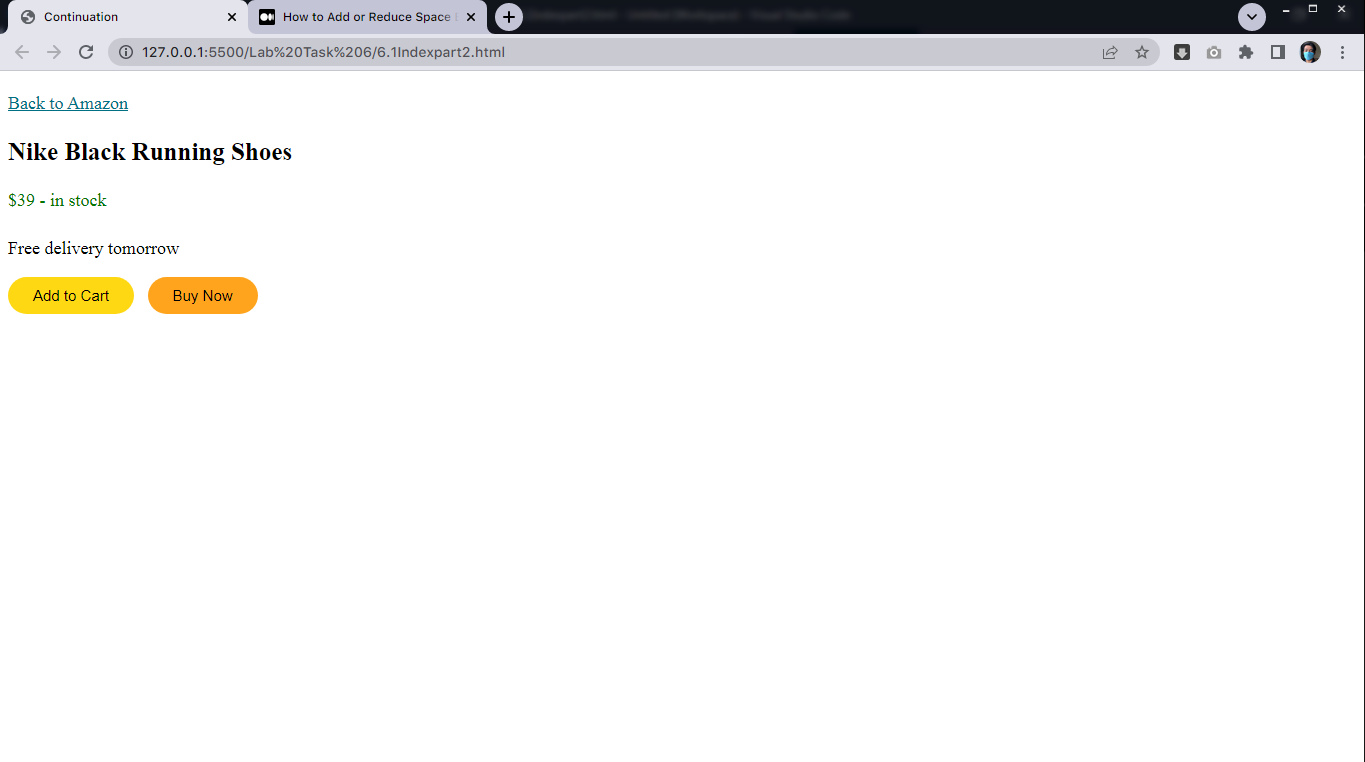 Continuation
How to Add or Reduce Space
127.0.0.1:5500/Lab%20Task%206/6.1Indexpart2.html
Back to Amazon
Nike Black Running Shoes
$39 - in stock
Free delivery tomorrow
Add to Cart
Buy Now